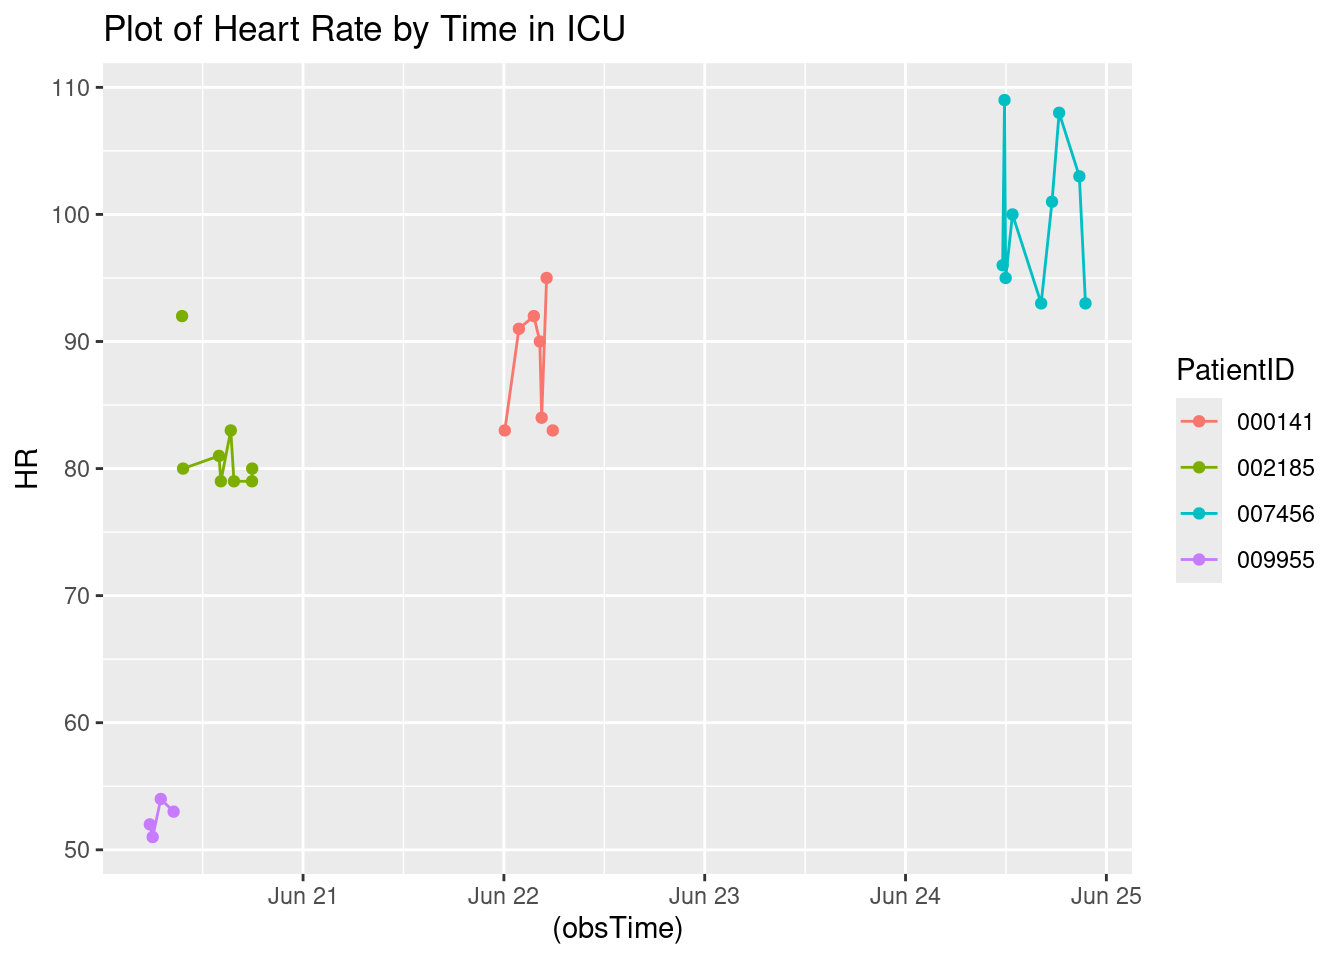 Plot of Heart Rate by Time in ICU
110
100
90
80
70
60
50
HR
Jun 21
Jun 22
Jun 23
Jun 24
Jun 25
(obsTime)
PatientID
000141
002185
007456
009955